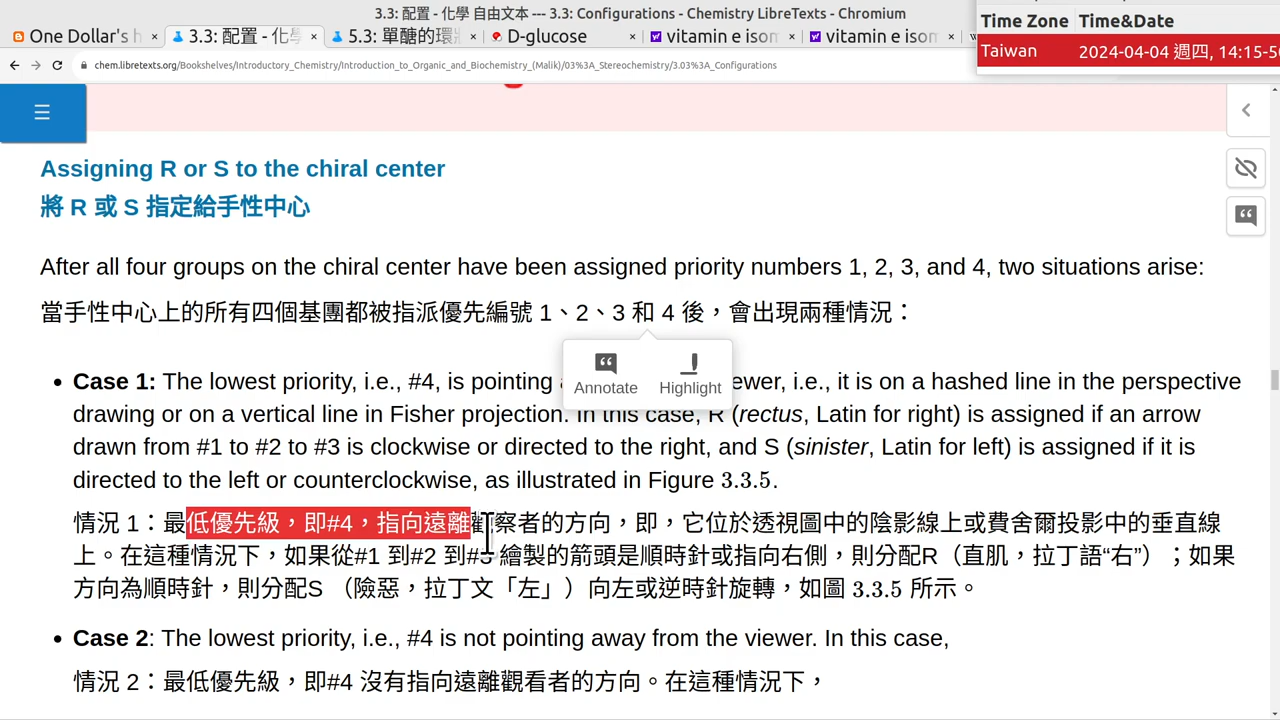 3.3: 配置 - 化學 自由文本 --- 3.3: Configurations - Chemistry LibreTexts - Chromium
One Dollar's h × 3.3: 配置 - 化學 × 5.3: 單醣的環 × D-glucose × vitamin e isom × vitamin e isom ×
Time Zone Time&Date
Taiwan 2024-04-04 週四, 14:15-50
chem.libretexts.org/Bookshelves/Introductory_Chemistry/Introduction_to_Organic_and_Biochemistry_(Malik)/03%3A_Stereochemistry/3.03%3A_Configurations
Assigning R or S to the chiral center
將 R 或 S 指定給手性中心
After all four groups on the chiral center have been assigned priority numbers 1, 2, 3, and 4, two situations arise:
當手性中心上的所有四個基團都被指派優先編號 1、2、3 和 4 後，會出現兩種情況：
Annotate Highlight
• Case 1: The lowest priority, i.e., #4, is pointing ewer, i.e., it is on a hashed line in the perspective
drawing or on a vertical line in Fisher projection. In this case, R (rectus, Latin for right) is assigned if an arrow
drawn from #1 to #2 to #3 is clockwise or directed to the right, and S (sinister, Latin for left) is assigned if it is
directed to the left or counterclockwise, as illustrated in Figure 3.3.5.
情況 1：最低優先級，即#4，指向遠離觀察者的方向，即，它位於透視圖中的陰影線上或費舍爾投影中的垂直線
上。在這種情況下，如果從#1 到#2 到#3 繪製的箭頭是順時針或指向右側，則分配R（直肌，拉丁語“右”）；如果
方向為順時針，則分配S （險惡，拉丁文「左」）向左或逆時針旋轉，如圖 3.3.5 所示。
• Case 2: The lowest priority, i.e., #4 is not pointing away from the viewer. In this case,
情況 2：最低優先級，即#4 沒有指向遠離觀看者的方向。在這種情況下，